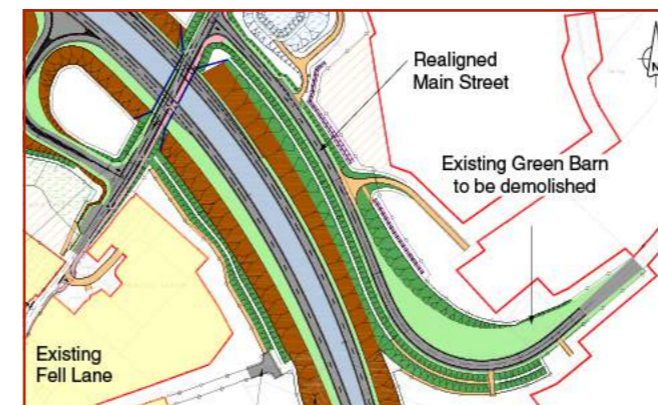 Realigned
Main Street
N
Existing Green Barn
to be demolished
Existing
Fell Lane